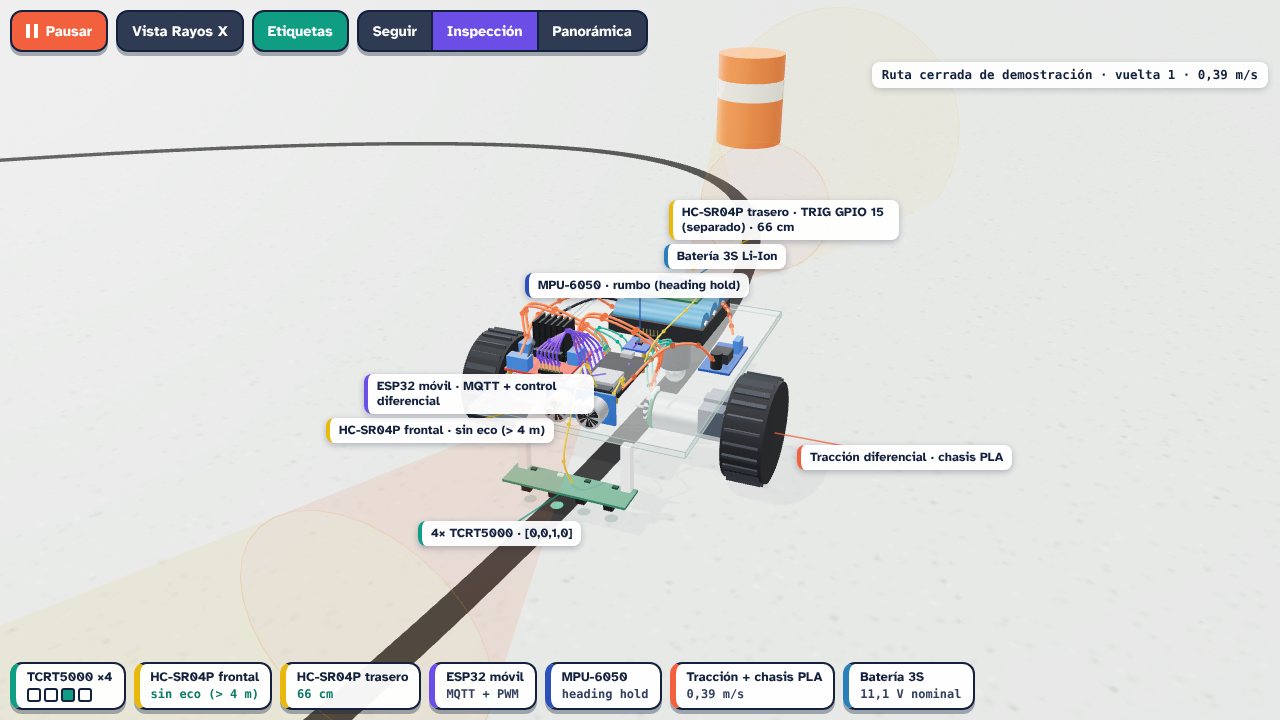 Pausar
Vista Rayos X
Etiquetas
Seguir
Inspección
Panorámica
Ruta cerrada de demostración · vuelta 1 · 0,39 m/s
HC-SR04P trasero · TRIG GPIO 15
(separado) · 66 cm
Batería 3S Li-Ion
MPU-6050 · rumbo (heading hold)
ESP32 móvil · MQTT + control
diferencial
HC-SR04P frontal · sin eco (> 4 m)
Tracción diferencial · chasis PLA
4× TCRT5000 · [0,0,1,0]
TCRT5000 ×4
HC-SR04P frontal
sin eco (> 4 m)
HC-SR04P trasero
66 cm
ESP32 móvil
MQTT + PWM
MPU-6050
heading hold
Tracción + chasis PLA
0,39 m/s
Batería 3S
11,1 V nominal